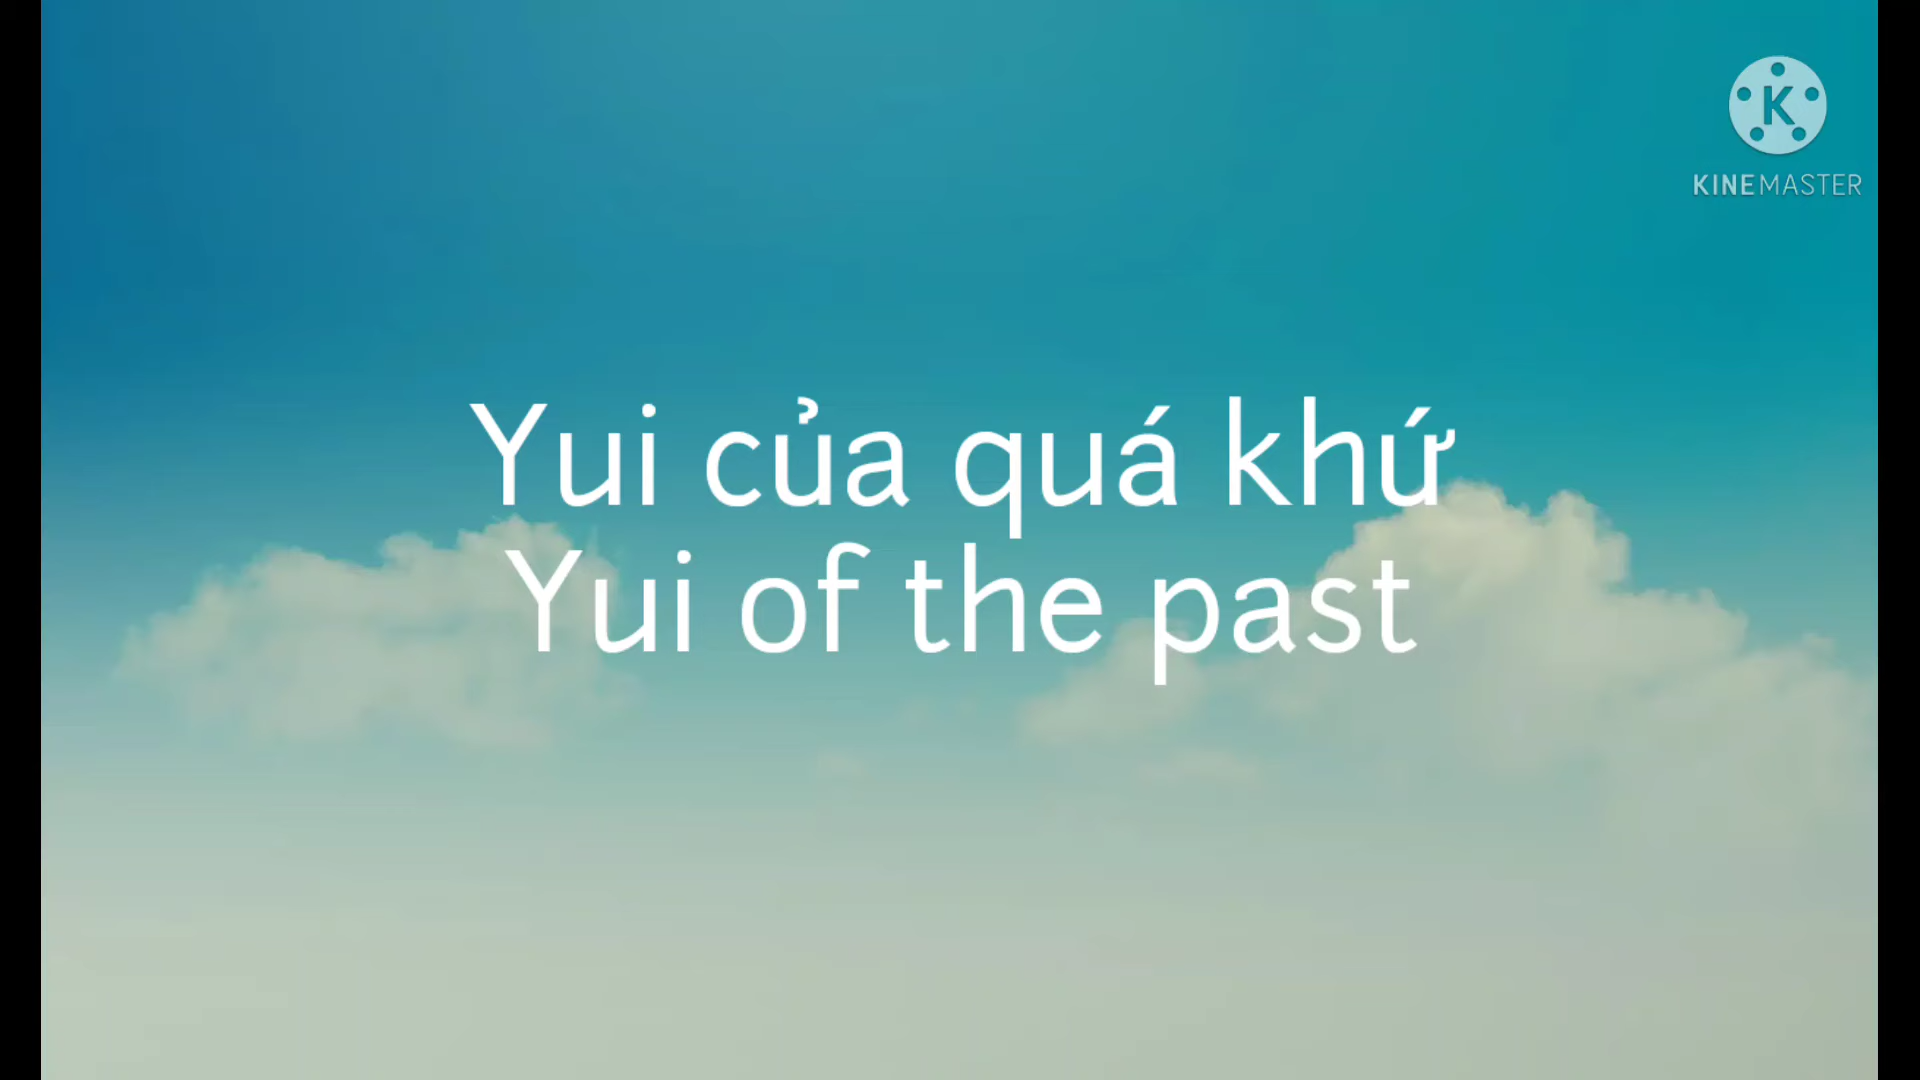 K
KINEMASTER
Yui của quá khứ
Yui of the past